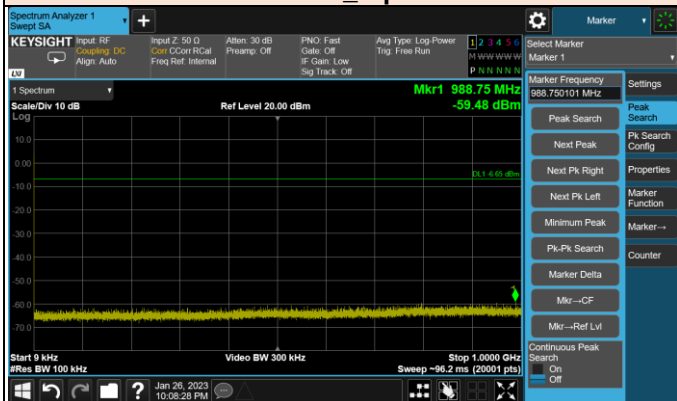 Spectrum Analyzer 1
Swept SA
+
Marker
KEYSIGHT
Input: RF
Coupling: DC
Align: Auto
Input Z: 50 Ω
Corr CCorr RCal
Freq Ref: Internal
Atten: 30 dB
Preamp: Off
PNO: Fast
Gate: Off
IF Gain: Low
Sig Track: Off
Avg Type: Log-Power
Trig: Free Run
1 2 3 4 5 6
M W W W W W
P N N N N N
LXI
Select Marker
Marker 1
1 Spectrum
Mkr1 988.75 MHz
-59.48 dBm
Scale/Div 10 dB
Ref Level 20.00 dBm
Log
10.0
0.00
-10.0
-20.0
-30.0
-40.0
-50.0
-60.0
-70.0
DL1 -6.65 dBm
1
Start 9 kHz
Video BW 300 kHz
Stop 1.0000 GHz
#Res BW 100 kHz
Sweep ~96.2 ms (20001 pts)
Marker Frequency
988.750101 MHz
Peak Search
Next Peak
Next Pk Right
Next Pk Left
Minimum Peak
Pk-Pk Search
Marker Delta
Mkr→CF
Mkr→Ref Lvl
Continuous Peak
Search
On
Off
Settings
Peak
Search
Pk Search
Config
Properties
Marker
Function
Marker→
Counter
?
Jan 26, 2023
10:08:28 PM